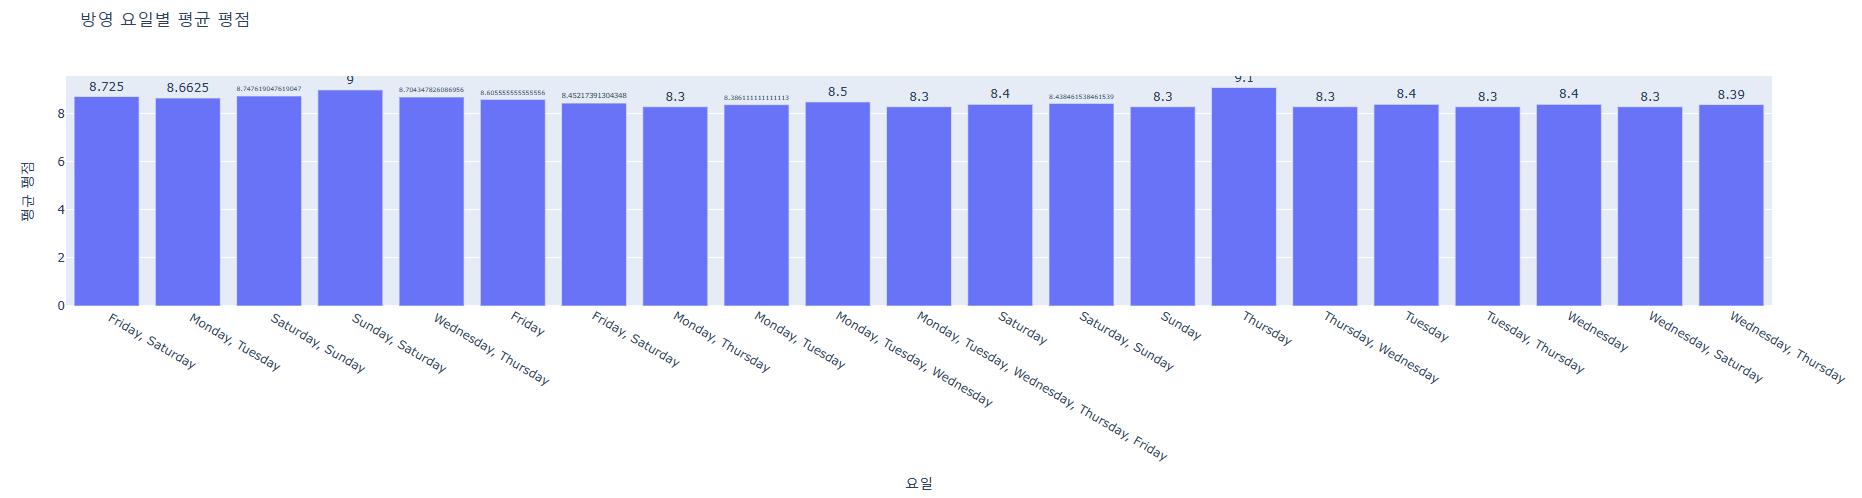 방영 요일별 평균 평점
평균 평점
8
6
4
2
0
8.725
8.6625
8.747619047619047
9
8.704347826086956
8.605555555555556
8.45217391304348
8.3
8.386111111111113
8.5
8.3
8.4
8.438461538461539
8.3
9.1
8.3
8.4
8.3
8.4
8.3
8.39
Friday, Saturday
Monday, Tuesday
Saturday, Sunday
Sunday, Saturday
Wednesday, Thursday
Friday
Friday, Saturday
Monday, Thursday
Monday, Tuesday
Monday, Tuesday, Wednesday
Monday, Tuesday, Wednesday, Thursday, Friday
Saturday
Saturday, Sunday
Sunday
Thursday
Thursday, Wednesday
Tuesday
Tuesday, Thursday
Wednesday
Wednesday, Saturday
Wednesday, Thursday
요일